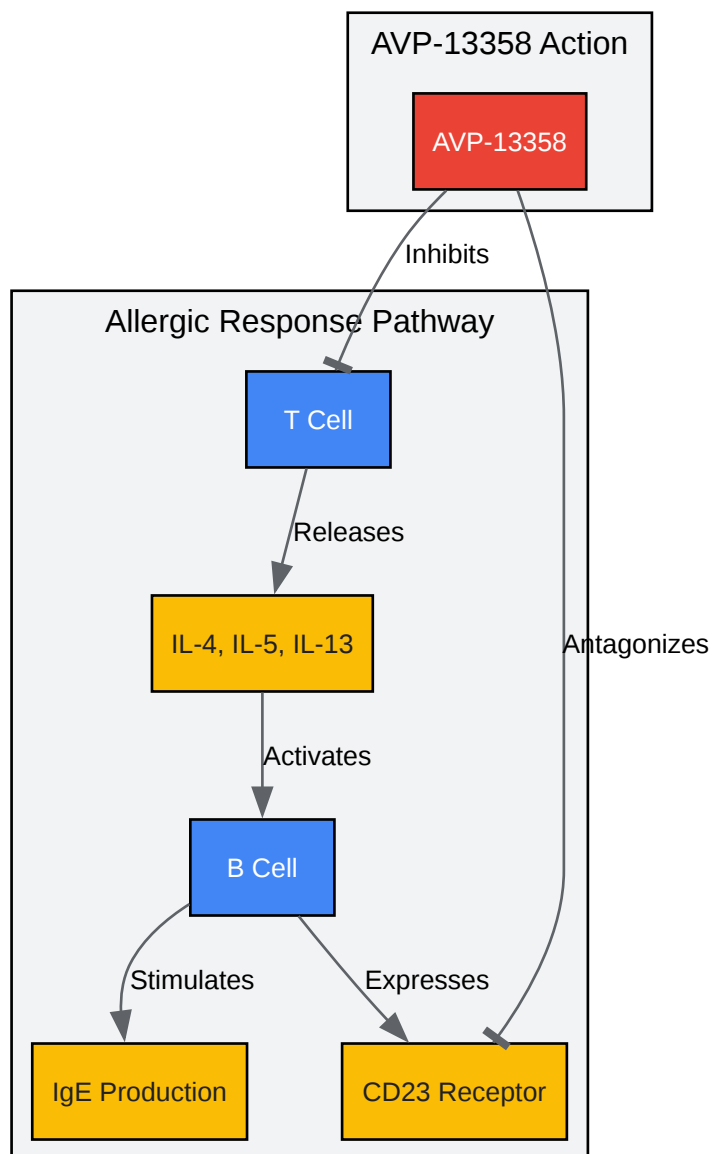 AVP-13358 Action
AVP-13358
Inhibits
Allergic Response Pathway
T Cell
Releases
IL-4, IL-5, IL-13
Antagonizes
Activates
B Cell
Stimulates
Expresses
IgE Production
CD23 Receptor